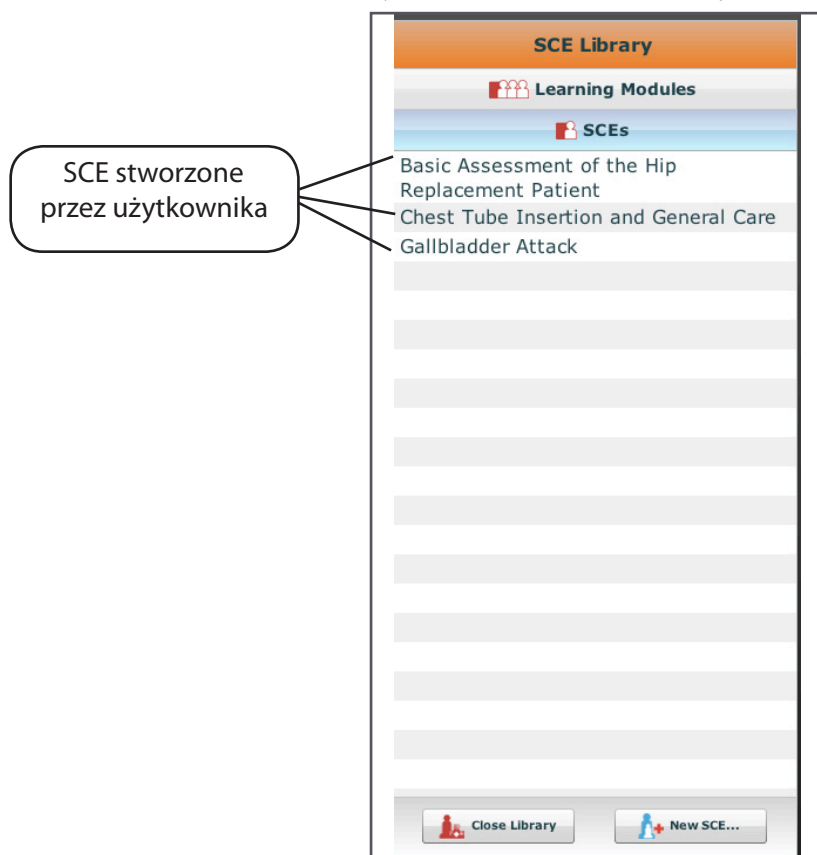 SCE Library
Learning Modules
SCEs
SCE stworzone
przez użytkownika
Basic Assessment of the Hip
Replacement Patient
Chest Tube Insertion and General Care
Gallbladder Attack
Close Library
New SCE...